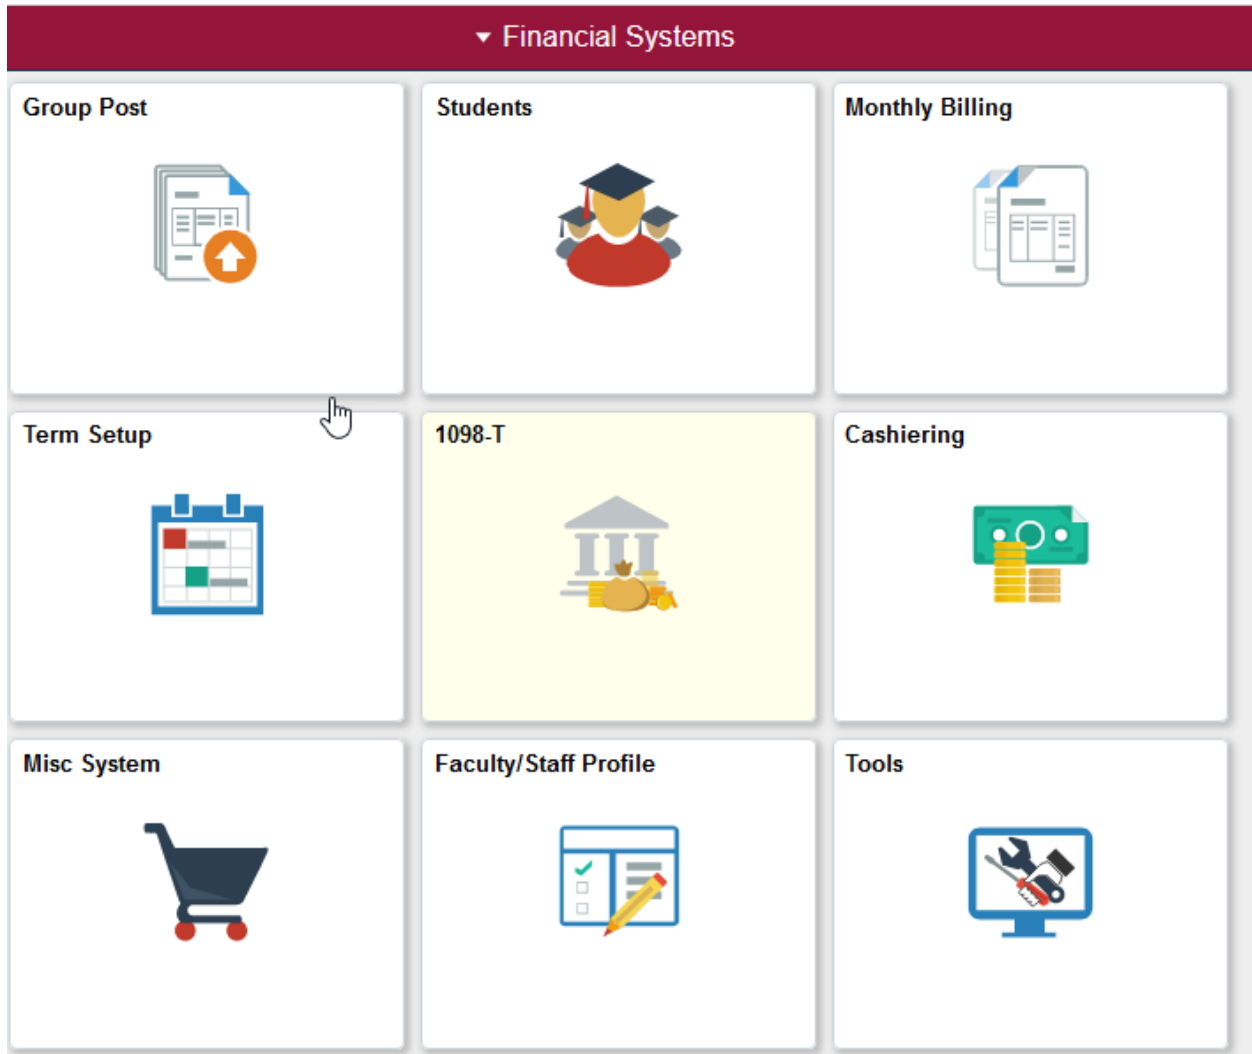 Financial Systems
Group Post
Students
Monthly Billing
Term Setup
1098-T
Cashiering
Misc System
Faculty/Staff Profile
Tools